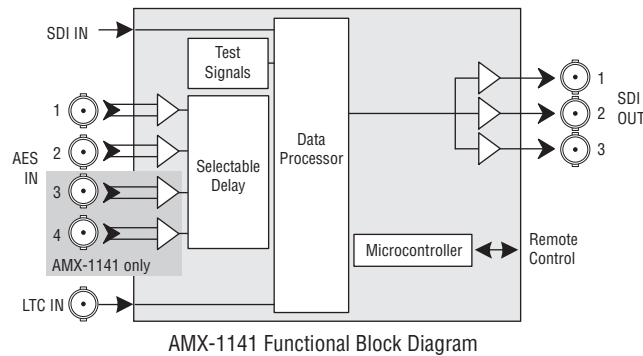 SDI IN
Test
Signals
1
2
AES
IN
3
4
AMX-1141 only
LTC IN
Selectable
Delay
Data
Processor
1
2
3
SDI
OUT
Microcontroller
Remote
Control
AMX-1141 Functional Block Diagram